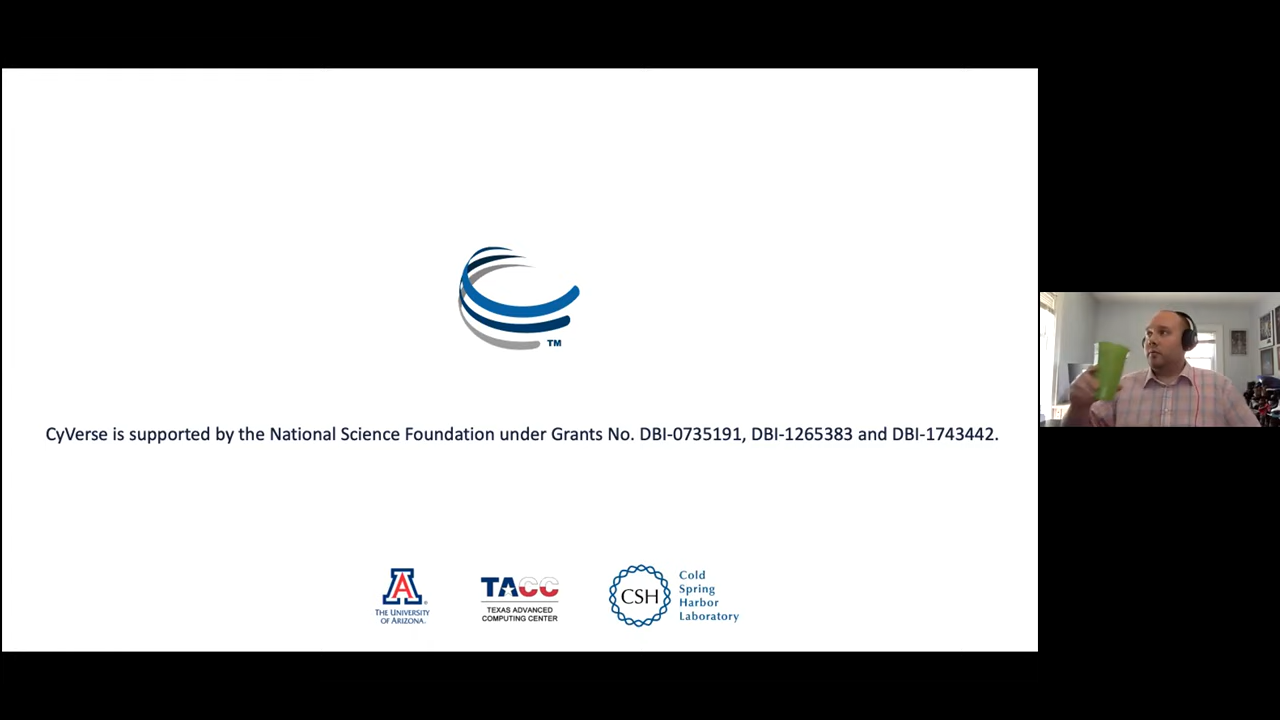 TM
CyVerse is supported by the National Science Foundation under Grants No. DBI-0735191, DBI-1265383 and DBI-1743442.
A
THE UNIVERSITY
OF ARIZONA.
TACC
TEXAS ADVANCED
COMPUTING CENTER
CSH
Cold
Spring
Harbor
Laboratory